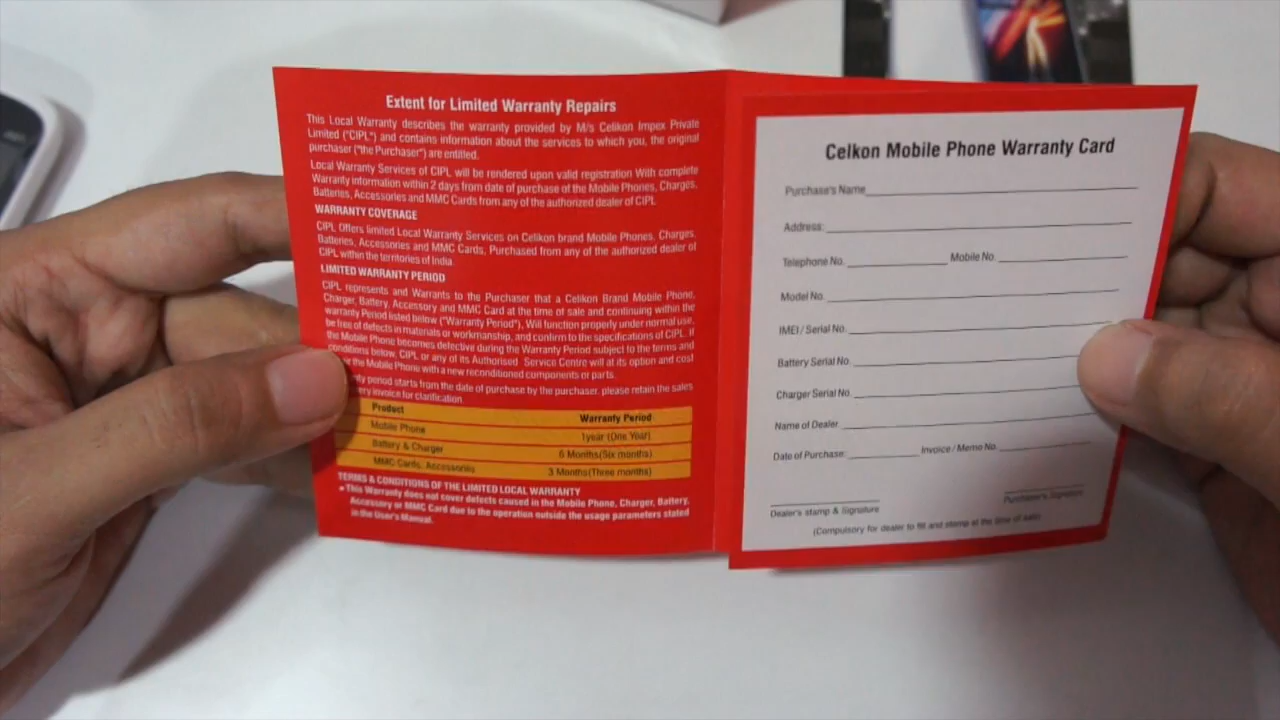 Extent for Limited Warranty Repairs
This Local Warranty describes the warranty provided by M/s Celikon Impex Private
Limited ("CIPL") and contains information about the services to which you, the original
purchaser ("the Purchaser") are entitled.
Local Warranty Services of CIPL will be rendered upon valid registration With complete
Warranty information within 2 days from date of purchase of the Mobile Phones, Charges,
Batteries, Accessories and MMC Cards from any of the authorized dealer of CIPL
WARRANTY COVERAGE
CIPL Offers limited Local Warranty Services on Celikon brand Mobile Phones, Charges,
Batteries, Accessories and MMC Cards, Purchased from any of the authorized dealer of
CIPL within the territories of India.
LIMITED WARRANTY PERIOD
CIPL represents and Warrants to the Purchaser that a Celikon Brand Mobile Phone,
Charger, Battery, Accessory and MMC Card at the time of sale and continuing within the
warranty Period listed below ("Warranty Period"), Will function properly under normal use,
be free of defects in materials or workmanship, and confirm to the specifications of CIPL. If
the Mobile Phone becomes defective during the Warranty Period subject to the terms and
conditions below, CIPL or any of its Authorised Service Centre will at its option and cost
the Mobile Phone with a new reconditioned components or parts.
period starts from the date of purchase by the purchaser, please retain the sales
invoice for clarification
Product Warranty Period
Mobile Phone 1year (One Year)
Battery & Charger 6 Months(Six months)
MMC Cards, Accessories 3 Months(Three months)
TERMS & CONDITIONS OF THE LIMITED LOCAL WARRANTY
This Warranty does not cover defects caused in the Mobile Phone, Charger, Battery,
Accessory or MMC Card due to the operation outside the usage parameters stated
in the User's Manual.
Celkon Mobile Phone Warranty Card
Purchase's Name
Address:
Telephone No. Mobile No.
Model No.
IMEI / Serial No.
Battery Serial No.
Charger Serial No.
Name of Dealer
Date of Purchase: Invoice / Memo No.
Dealer's stamp & Signature Purchaser's Signature
(Compulsory for dealer to fill and stamp at the time of sale)